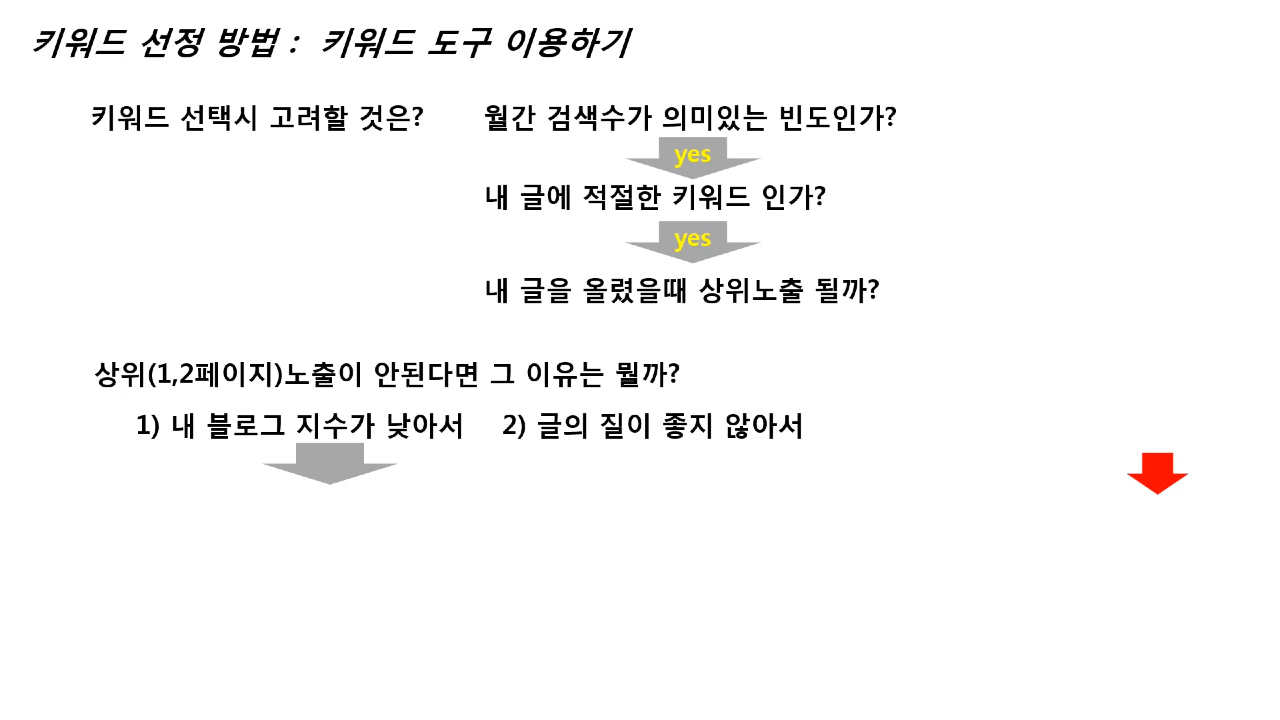 키워드 선정 방법 : 키워드 도구 이용하기
키워드 선택시 고려할 것은? 월간 검색수가 의미있는 빈도인가?
yes
내 글에 적절한 키워드 인가?
yes
내 글을 올렸을때 상위노출 될까?
상위(1,2페이지)노출이 안된다면 그 이유는 뭘까?
1) 내 블로그 지수가 낮아서 2) 글의 질이 좋지 않아서